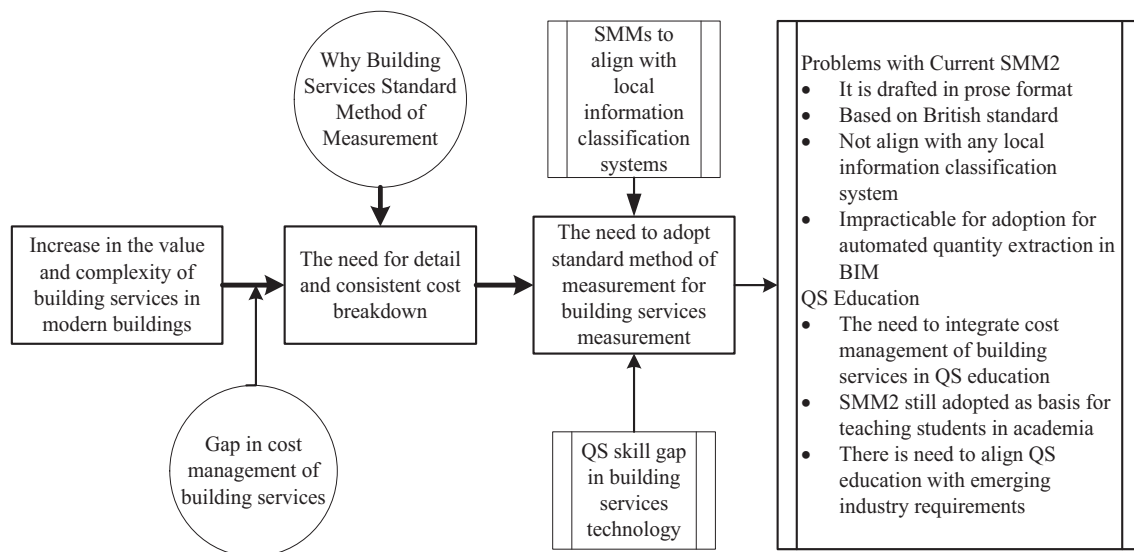 Why Building
Services Standard
Method of
Measurement
SMMs to
align with
local
information
classification
systems
Increase in the value
and complexity of
building services in
modern buildings
The need for detail
and consistent cost
breakdown
The need to adopt
standard method of
measurement for
building services
measurement
Gap in cost
management of
building services
QS skill gap
in building
services
technology
Problems with Current SMM2
• It is drafted in prose format
• Based on British standard
• Not align with any local
information classification
system
• Impracticable for adoption for
automated quantity extraction in
BIM
QS Education
• The need to integrate cost
management of building
services in QS education
• SMM2 still adopted as basis for
teaching students in academia
• There is need to align QS
education with emerging
industry requirements